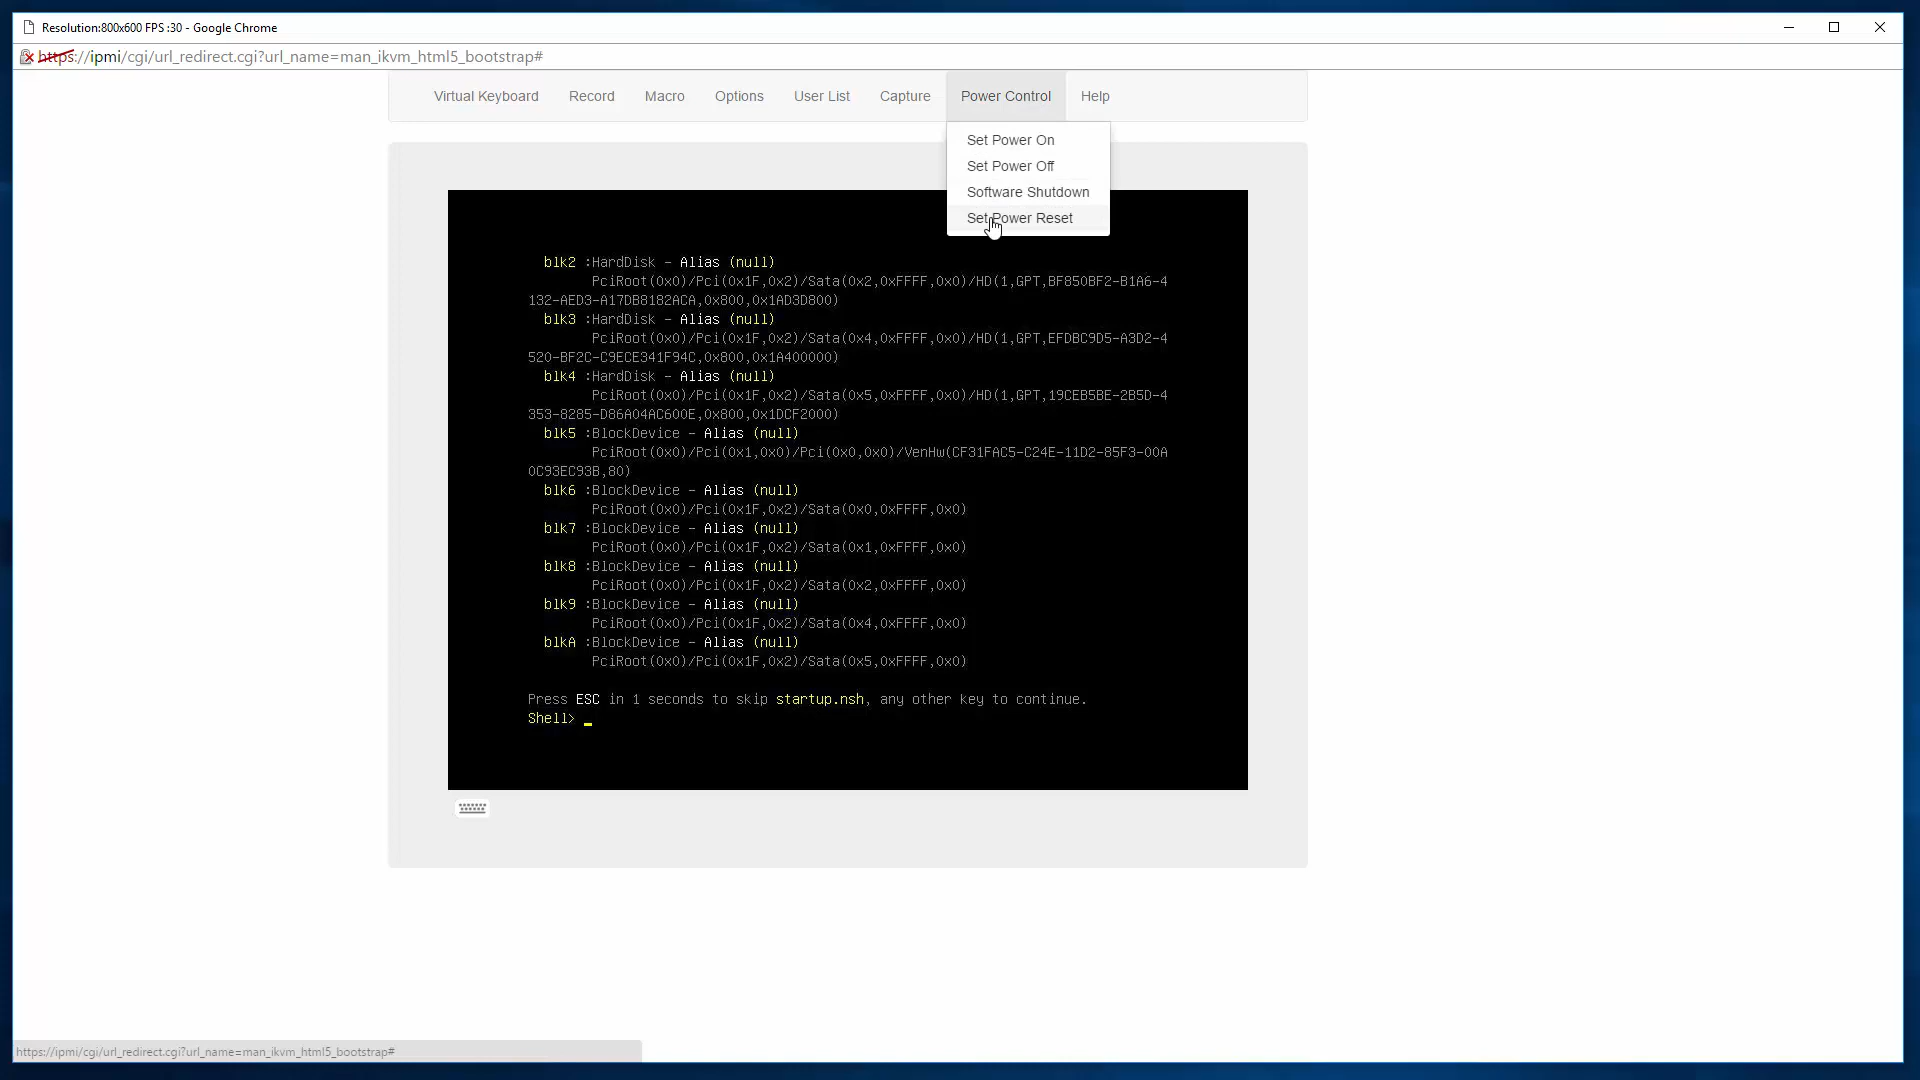 Resolution:800x600 FPS :30 - Google Chrome
https://ipmi/cgi/url_redirect.cgi?url_name=man_ikvm_html5_bootstrap#
Virtual Keyboard Record Macro Options User List Capture Power Control Help
Set Power On
Set Power Off
Software Shutdown
Set Power Reset
blk2 :HardDisk - Alias (null)
PciRoot(0x0)/Pci(0x1F,0x2)/Sata(0x2,0xFFFF,0x0)/HD(1,GPT,BF850BF2-B1A6-4
132-AED3-A17DB8182ACA,0x800,0x1AD3D800)
blk3 :HardDisk - Alias (null)
PciRoot(0x0)/Pci(0x1F,0x2)/Sata(0x4,0xFFFF,0x0)/HD(1,GPT,EFDBC9D5-A3D2-4
520-BF2C-C9ECE341F94C,0x800,0x1A400000)
blk4 :HardDisk - Alias (null)
PciRoot(0x0)/Pci(0x1F,0x2)/Sata(0x5,0xFFFF,0x0)/HD(1,GPT,19CEB5BE-2B5D-4
353-8285-D86A04AC600E,0x800,0x1DCF2000)
blk5 :BlockDevice - Alias (null)
PciRoot(0x0)/Pci(0x1,0x0)/Pci(0x0,0x0)/VenHw(CF31FAC5-C24E-11D2-85F3-00A
0C93EC93B,80)
blk6 :BlockDevice - Alias (null)
PciRoot(0x0)/Pci(0x1F,0x2)/Sata(0x0,0xFFFF,0x0)
blk7 :BlockDevice - Alias (null)
PciRoot(0x0)/Pci(0x1F,0x2)/Sata(0x1,0xFFFF,0x0)
blk8 :BlockDevice - Alias (null)
PciRoot(0x0)/Pci(0x1F,0x2)/Sata(0x2,0xFFFF,0x0)
blk9 :BlockDevice - Alias (null)
PciRoot(0x0)/Pci(0x1F,0x2)/Sata(0x4,0xFFFF,0x0)
blkA :BlockDevice - Alias (null)
PciRoot(0x0)/Pci(0x1F,0x2)/Sata(0x5,0xFFFF,0x0)
Press ESC in 1 seconds to skip startup.nsh, any other key to continue.
Shell> _
https://ipmi/cgi/url_redirect.cgi?url_name=man_ikvm_html5_bootstrap#